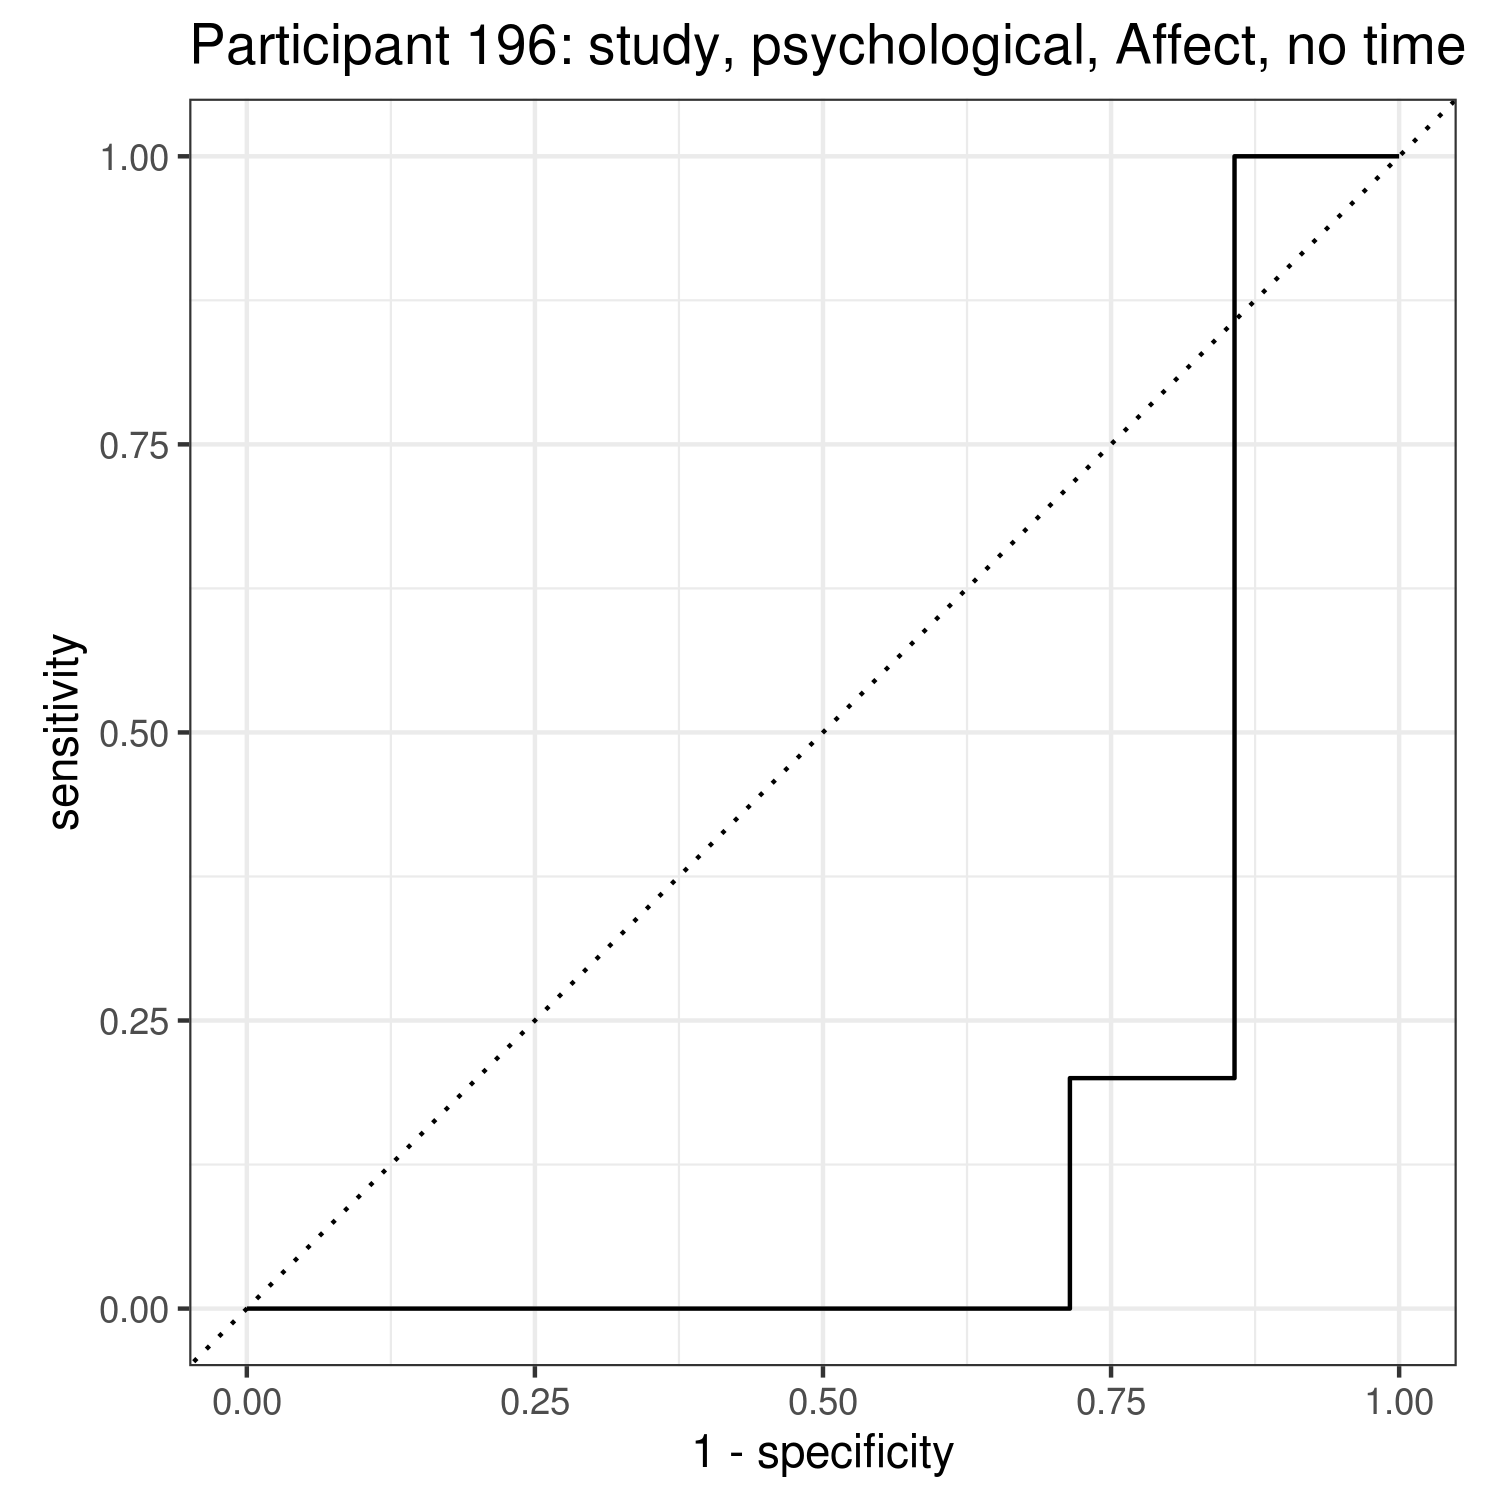 Participant 196: study, psychological, Affect, no time
1.00
0.75
0.50
0.25
0.00
sensitivity
0.00 0.25 0.50 0.75 1.00
1 - specificity